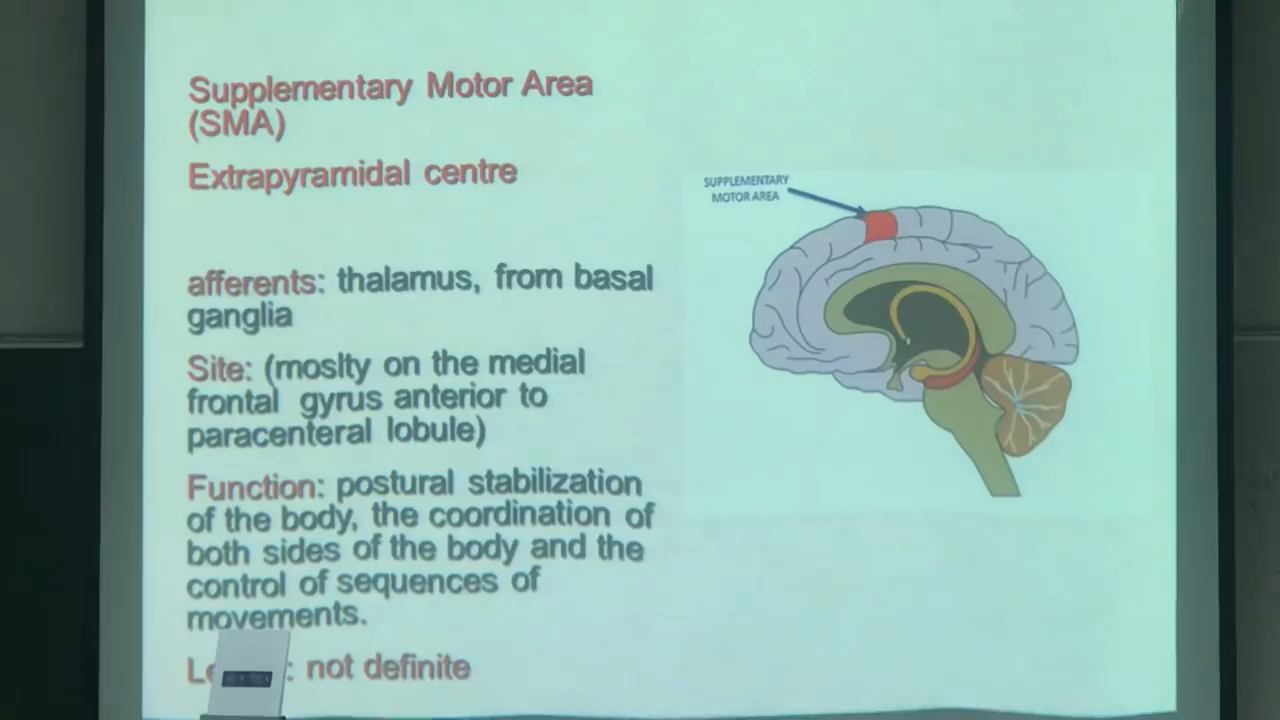 Supplementary Motor Area
(SMA)
Extrapyramidal centre
afferents: thalamus, from basal
ganglia
Site: (moslty on the medial
frontal gyrus anterior to
paracenteral lobule)
Function: postural stabilization
of the body, the coordination of
both sides of the body and the
control of sequences of
movements.
: not definite
SUPPLEMENTARY
MOTOR AREA